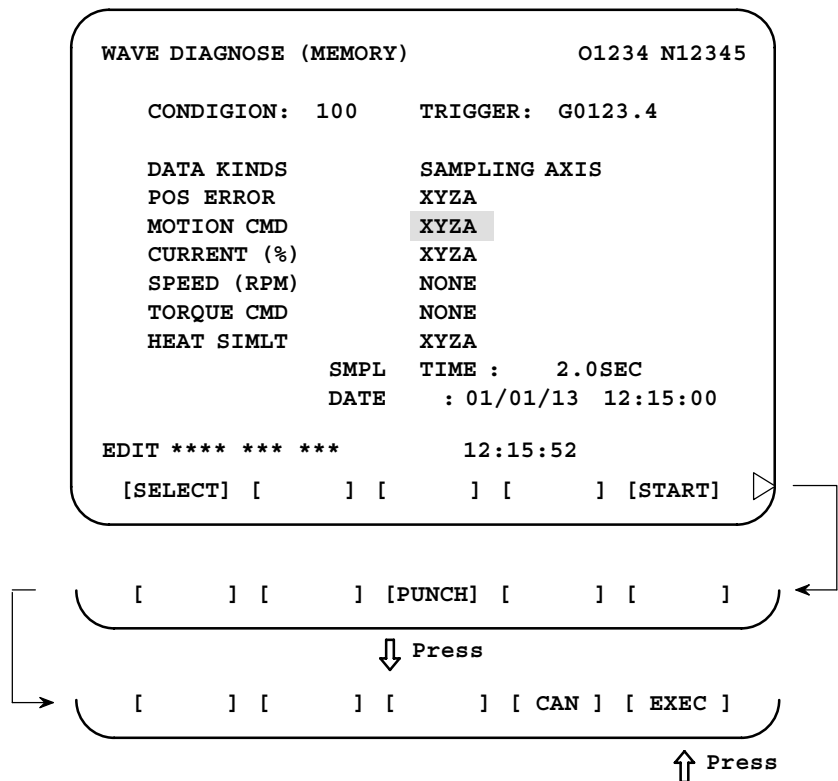 WAVE DIAGNOSE (MEMORY) O1234 N12345
CONDIGION: 100 TRIGGER: G0123.4
DATA KINDS SAMPLING AXIS
POS ERROR XYZA
MOTION CMD XYZA
CURRENT (%) XYZA
SPEED (RPM) NONE
TORQUE CMD NONE
HEAT SIMLT XYZA
SMPL TIME : 2.0SEC
DATE : 01/01/13 12:15:00
EDIT **** *** *** 12:15:52
[SELECT] [ ] [ ] [ ] [START]
[ ] [ ] [PUNCH] [ ] [ ]
Press
[ ] [ ] [ ] [ CAN ] [ EXEC ]
Press